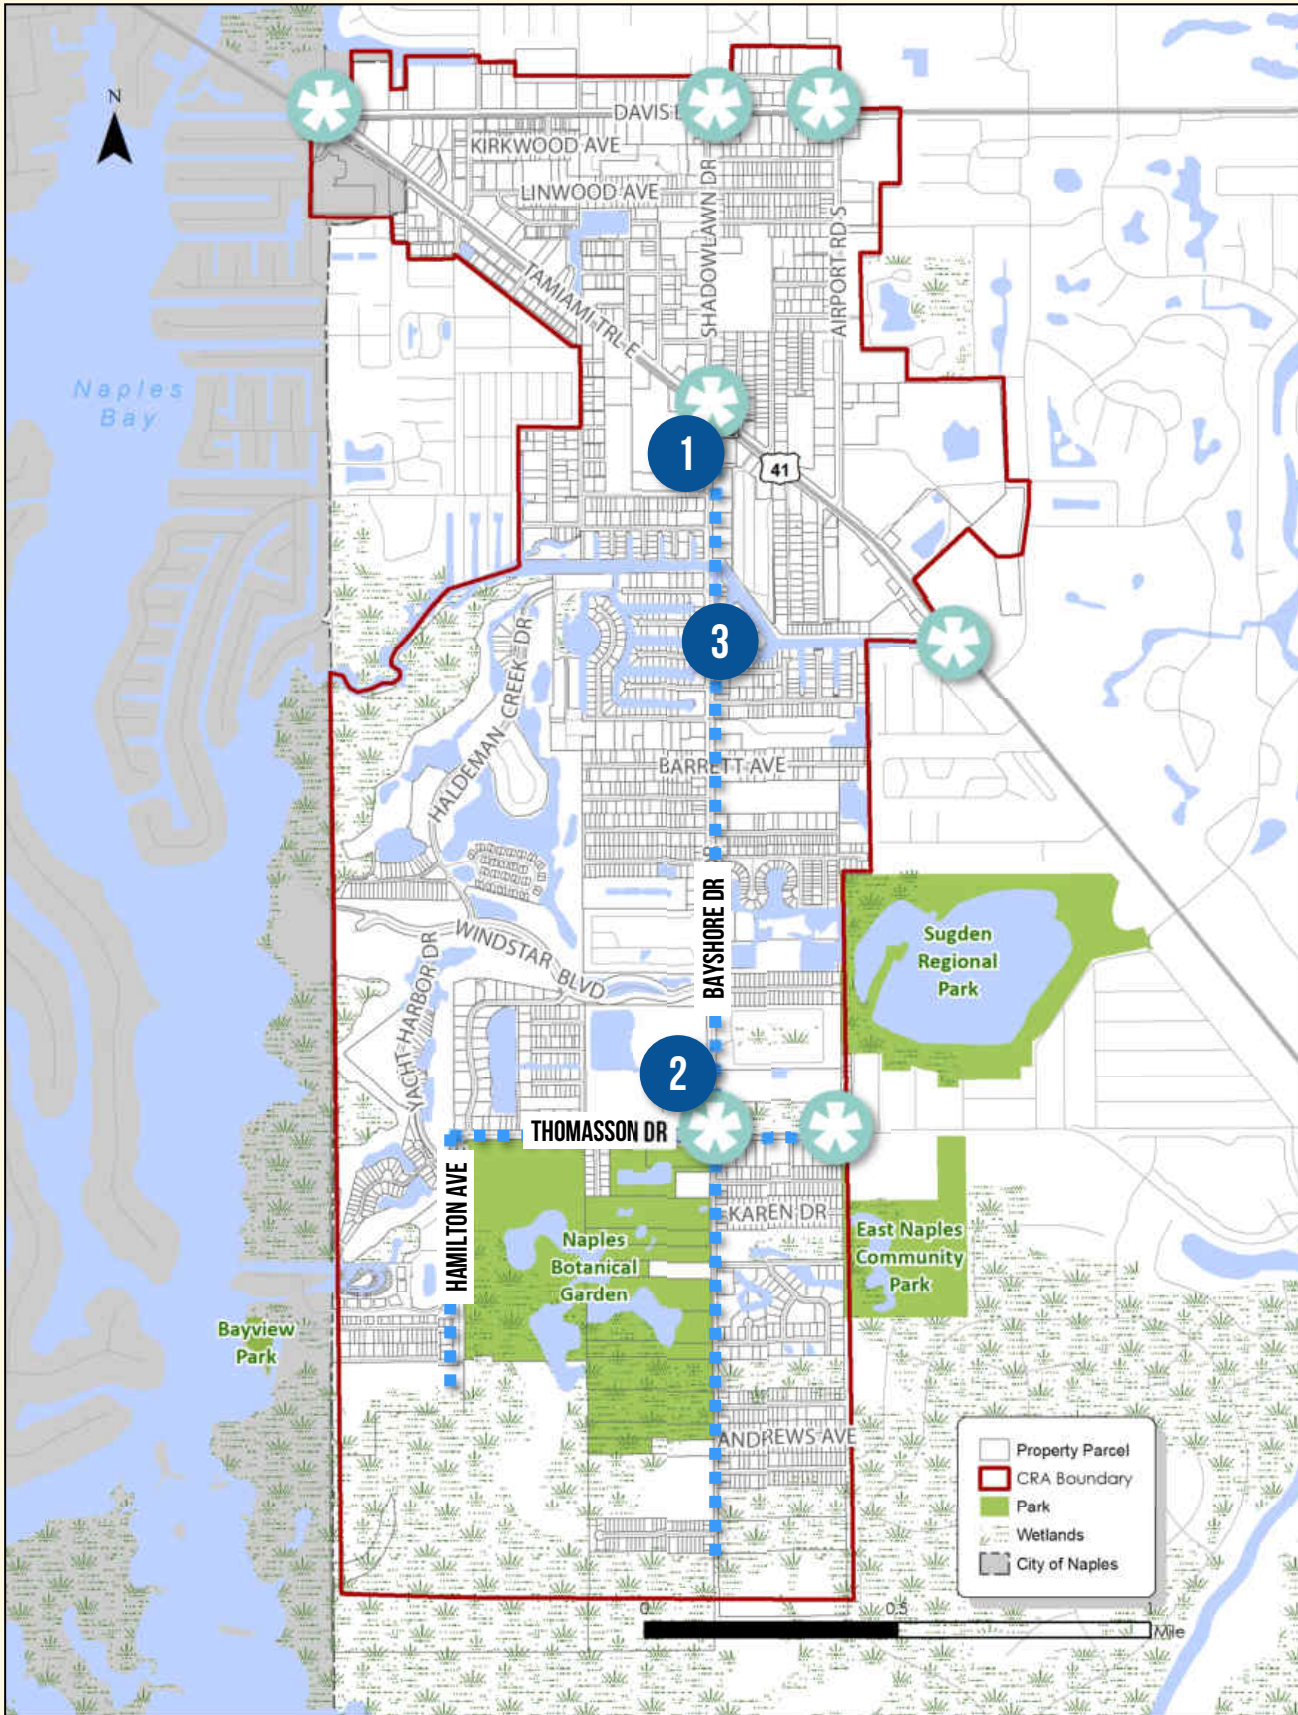 N
DAVIS
KIRKWOOD AVE
LINWOOD AVE
SHADOWLAWN DR
AIRPORT RD S
TAMIAMI TRL E
Naples
Bay
1
41
3
HALDEMAN CREEK DR
BARRETT AVE
BAYSHORE DR
Sugden
Regional
Park
WINDSTAR BLVD
YACHT HARBOR DR
2
THOMASSON DR
HAMILTON AVE
KAREN DR
Naples
Botanical
Garden
East Naples
Community
Park
Bayview
Park
ANDREWS AVE
Property Parcel
CRA Boundary
Park
Wetlands
City of Naples
0 0.5 1
Mile